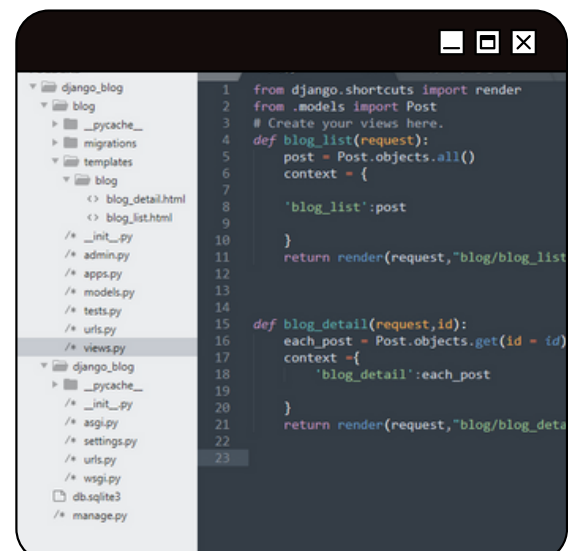 django_blog
blog
__pycache__
migrations
templates
blog
<> blog_detail.html
<> blog_list.html
/* __init__.py
/* admin.py
/* apps.py
/* models.py
/* tests.py
/* urls.py
/* views.py
django_blog
__pycache__
/* __init__.py
/* asgi.py
/* settings.py
/* urls.py
/* wsgi.py
db.sqlite3
/* manage.py
1 from django.shortcuts import render
2 from .models import Post
3 # Create your views here.
4 def blog_list(request):
5 post = Post.objects.all()
6 context = {
7
8 'blog_list':post
9
10 }
11 return render(request,"blog/blog_list
12
13
14
15 def blog_detail(request,id):
16 each_post = Post.objects.get(id = id)
17 context ={
18 'blog_detail':each_post
19
20 }
21 return render(request,"blog/blog_deta
22
23